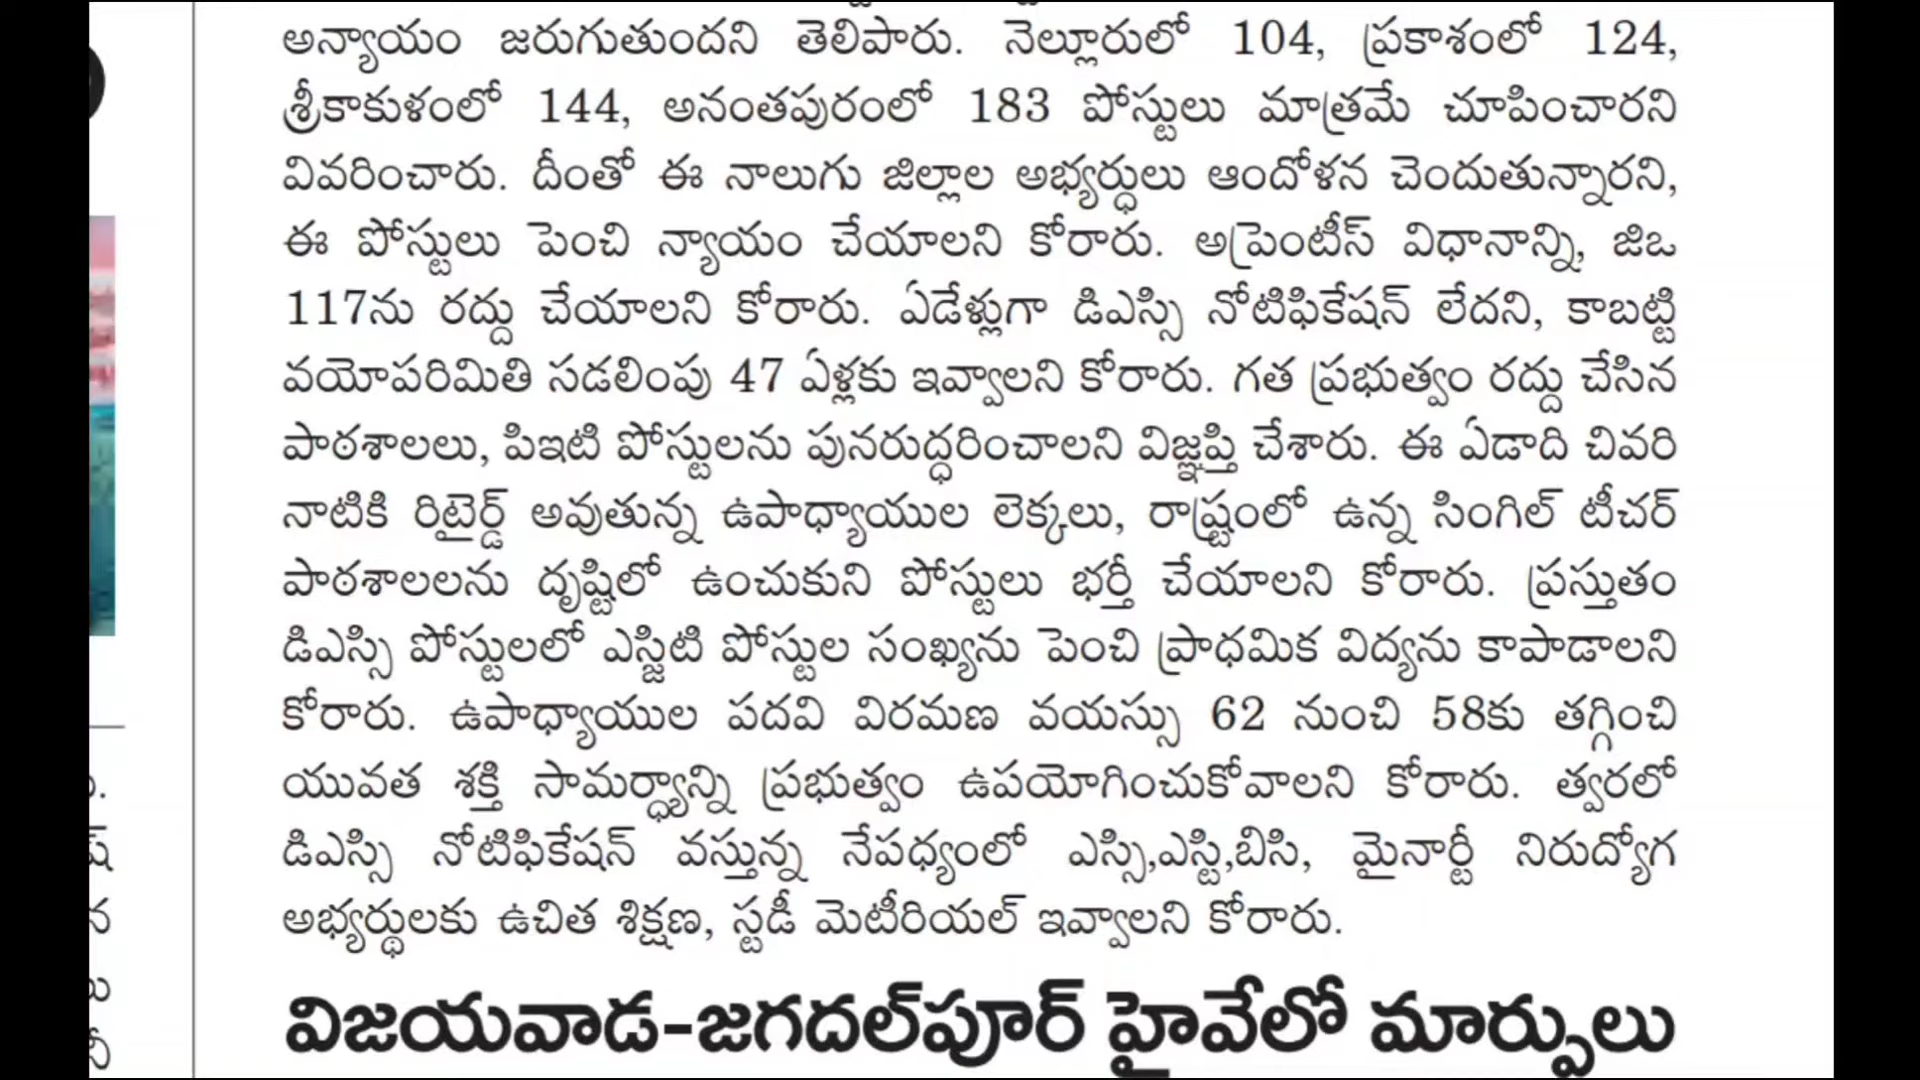 అన్యాయం జరుగుతుందని తెలిపారు. నెల్లూరులో 104, ప్రకాశంలో 124,
శ్రీకాకుళంలో 144, అనంతపురంలో 183 పోస్టులు మాత్రమే చూపించారని
వివరించారు. దీంతో ఈ నాలుగు జిల్లాల అభ్యర్ధులు ఆందోళన చెందుతున్నారని,
ఈ పోస్టులు పెంచి న్యాయం చేయాలని కోరారు. అప్రెంటీస్ విధానాన్ని, జిఒ
117ను రద్దు చేయాలని కోరారు. ఏడేళ్లుగా డిఎస్సి నోటిఫికేషన్ లేదని, కాబట్టి
వయోపరిమితి సడలింపు 47 ఏళ్లకు ఇవ్వాలని కోరారు. గత ప్రభుత్వం రద్దు చేసిన
పాఠశాలలు, పిఇటి పోస్టులను పునరుద్ధరించాలని విజ్ఞప్తి చేశారు. ఈ ఏడాది చివరి
నాటికి రిటైర్డ్ అవుతున్న ఉపాధ్యాయుల లెక్కలు, రాష్ట్రంలో ఉన్న సింగిల్ టీచర్
పాఠశాలలను దృష్టిలో ఉంచుకుని పోస్టులు భర్తీ చేయాలని కోరారు. ప్రస్తుతం
డిఎస్సి పోస్టులలో ఎస్జిటి పోస్టుల సంఖ్యను పెంచి ప్రాధమిక విద్యను కాపాడాలని
కోరారు. ఉపాధ్యాయుల పదవి విరమణ వయస్సు 62 నుంచి 58కు తగ్గించి
యువత శక్తి సామర్ధ్యాన్ని ప్రభుత్వం ఉపయోగించుకోవాలని కోరారు. త్వరలో
డిఎస్సి నోటిఫికేషన్ వస్తున్న నేపధ్యంలో ఎస్సి,ఎస్టి,బిసి, మైనార్టీ నిరుద్యోగ
అభ్యర్థులకు ఉచిత శిక్షణ, స్టడీ మెటీరియల్ ఇవ్వాలని కోరారు.
విజయవాడ-జగదల్‌పూర్ హైవేలో మార్పులు